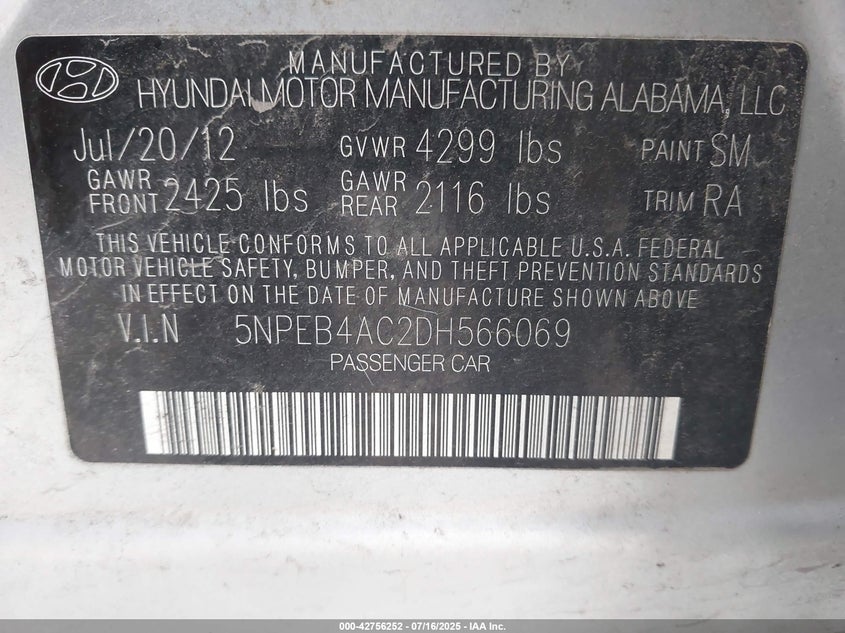 MANUFACTURED BY
HYUNDAI MOTOR MANUFACTURING ALABAMA, LLC
Jul/20/12 GVWR 4299 lbs PAINT SM
GAWR FRONT 2425 lbs GAWR REAR 2116 lbs TRIM RA
THIS VEHICLE CONFORMS TO ALL APPLICABLE U.S.A. FEDERAL
MOTOR VEHICLE SAFETY, BUMPER, AND THEFT PREVENTION STANDARDS
IN EFFECT ON THE DATE OF MANUFACTURE SHOWN ABOVE.
V.I.N 5NPEB4AC2DH566069
PASSENGER CAR
000-42756252 - 07/16/2025 - IAA Inc.